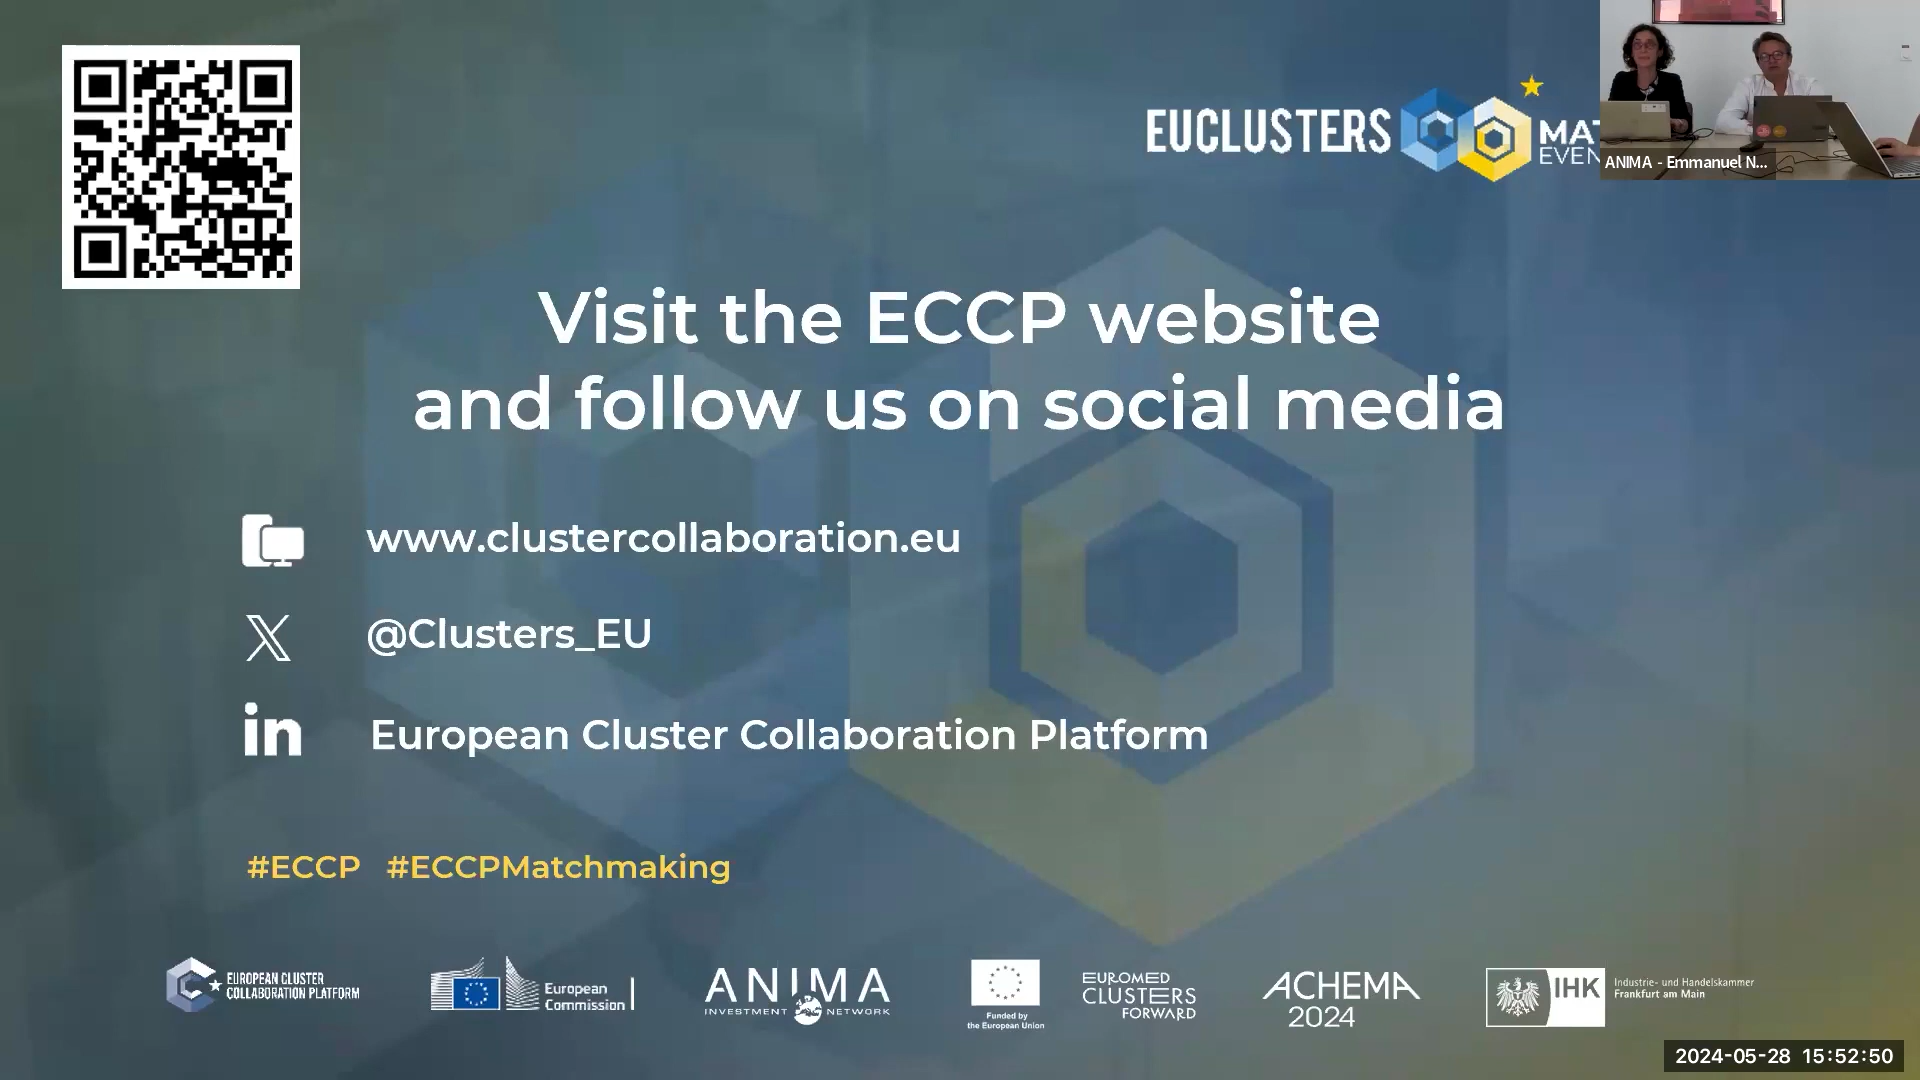 EUCLUSTERS
MAT
EVEN
ANIMA - Emmanuel N...
Visit the ECCP website
and follow us on social media
www.clustercollaboration.eu
@Clusters_EU
in
European Cluster Collaboration Platform
#ECCP #ECCPMatchmaking
EUROPEAN CLUSTER
COLLABORATION PLATFORM
European
Commission
ANIMA
INVESTMENT NETWORK
Funded by
the European Union
EUROMED
CLUSTERS
FORWARD
ACHEMA
2024
IHK
Industrie- und Handelskammer
Frankfurt am Main
2024-05-28 15:52:50